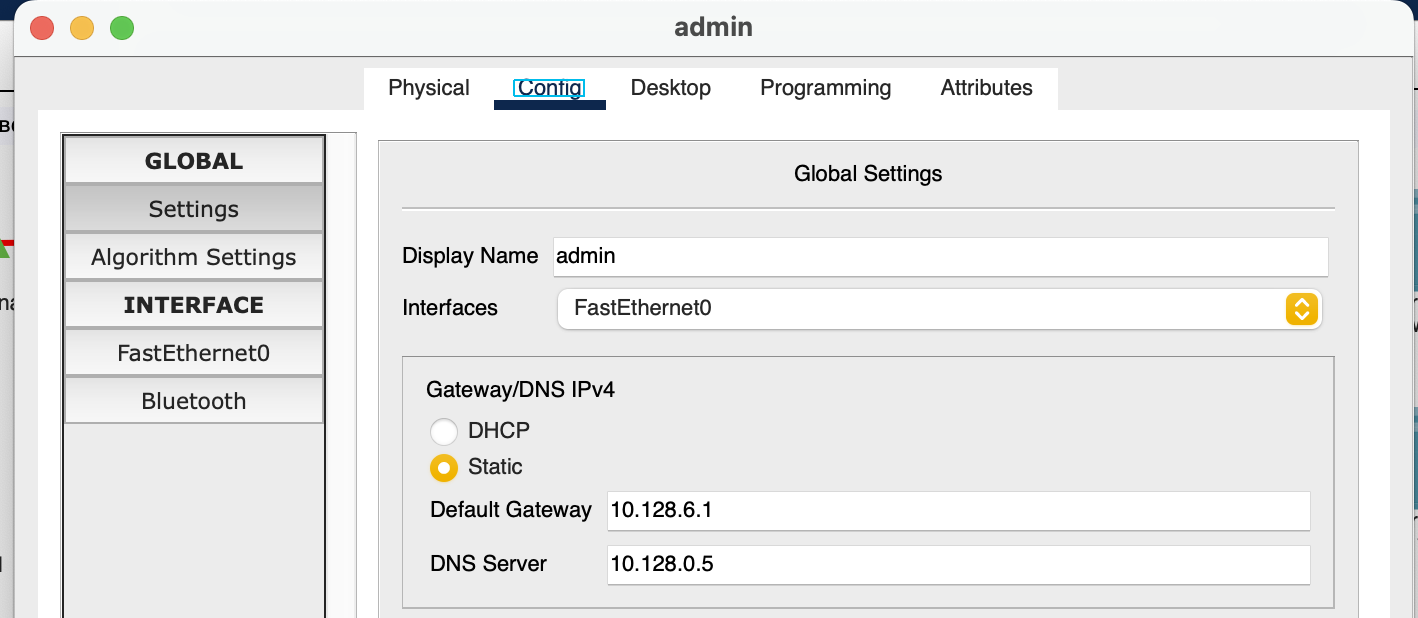 admin
Physical Config Desktop Programming Attributes
GLOBAL
Settings
Algorithm Settings
INTERFACE
FastEthernet0
Bluetooth
Global Settings
Display Name admin
Interfaces FastEthernet0
Gateway/DNS IPv4
DHCP
Static
Default Gateway 10.128.6.1
DNS Server 10.128.0.5